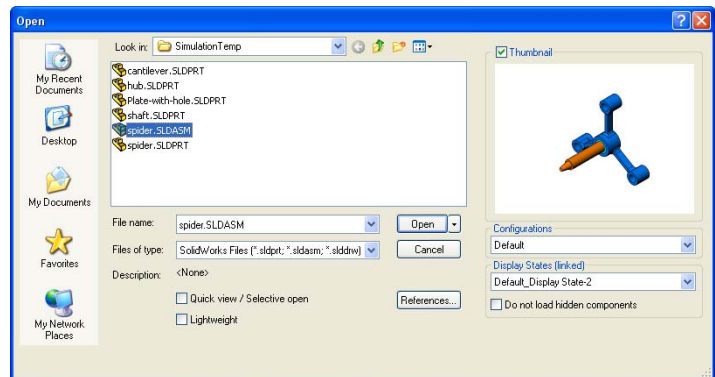 Open
Look in: SimulationTemp
My Recent
Documents
Desktop
My Documents
Favorites
My Network
Places
cantilever.SLDPRT
hub.SLDPRT
Plate-with-hole.SLDPRT
shaft.SLDPRT
spider.SLDASM
spider.SLDPRT
File name: spider.SLDASM
Open
Files of type: SolidWorks Files (*.sldprt; *.sldasm; *.slddrw)
Cancel
Description: <None>
Quick view / Selective open
References...
Lightweight
Thumbnail
Configurations
Default
Display States (linked)
Default_Display State-2
Do not load hidden components